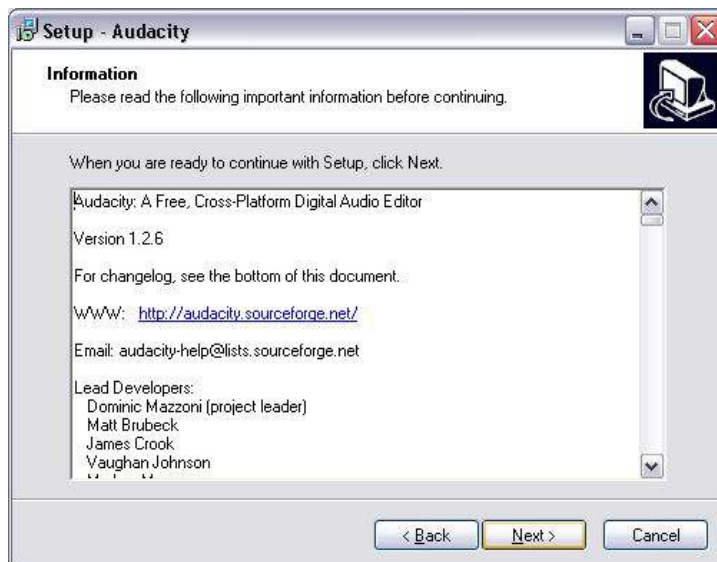 Setup - Audacity
Information
Please read the following important information before continuing.
When you are ready to continue with Setup, click Next.
Audacity: A Free, Cross-Platform Digital Audio Editor
Version 1.2.6
For changelog, see the bottom of this document.
WWW: http://audacity.sourceforge.net/
Email: audacity-help@lists.sourceforge.net
Lead Developers:
Dominic Mazzoni (project leader)
Matt Brubeck
James Crook
Vaughan Johnson
< Back Next > Cancel